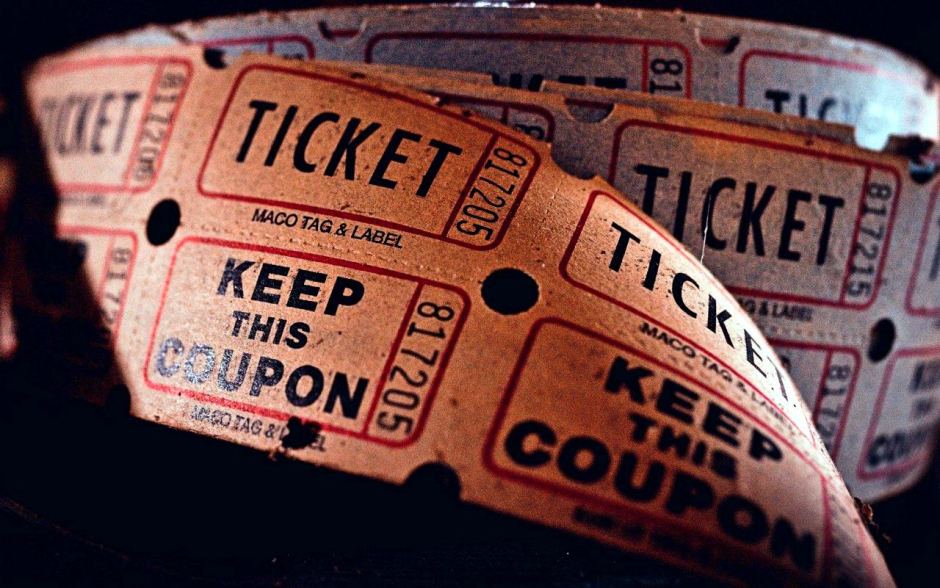 TICKET
817206
TICKET
817205
MACO TAG & LABEL
KEEP
THIS
COUPON
817205
MACO TAG &
TICKET
MACO TAG & LABEL
KEEP
THIS
COUPON
TICKET
817215
G & LABEL